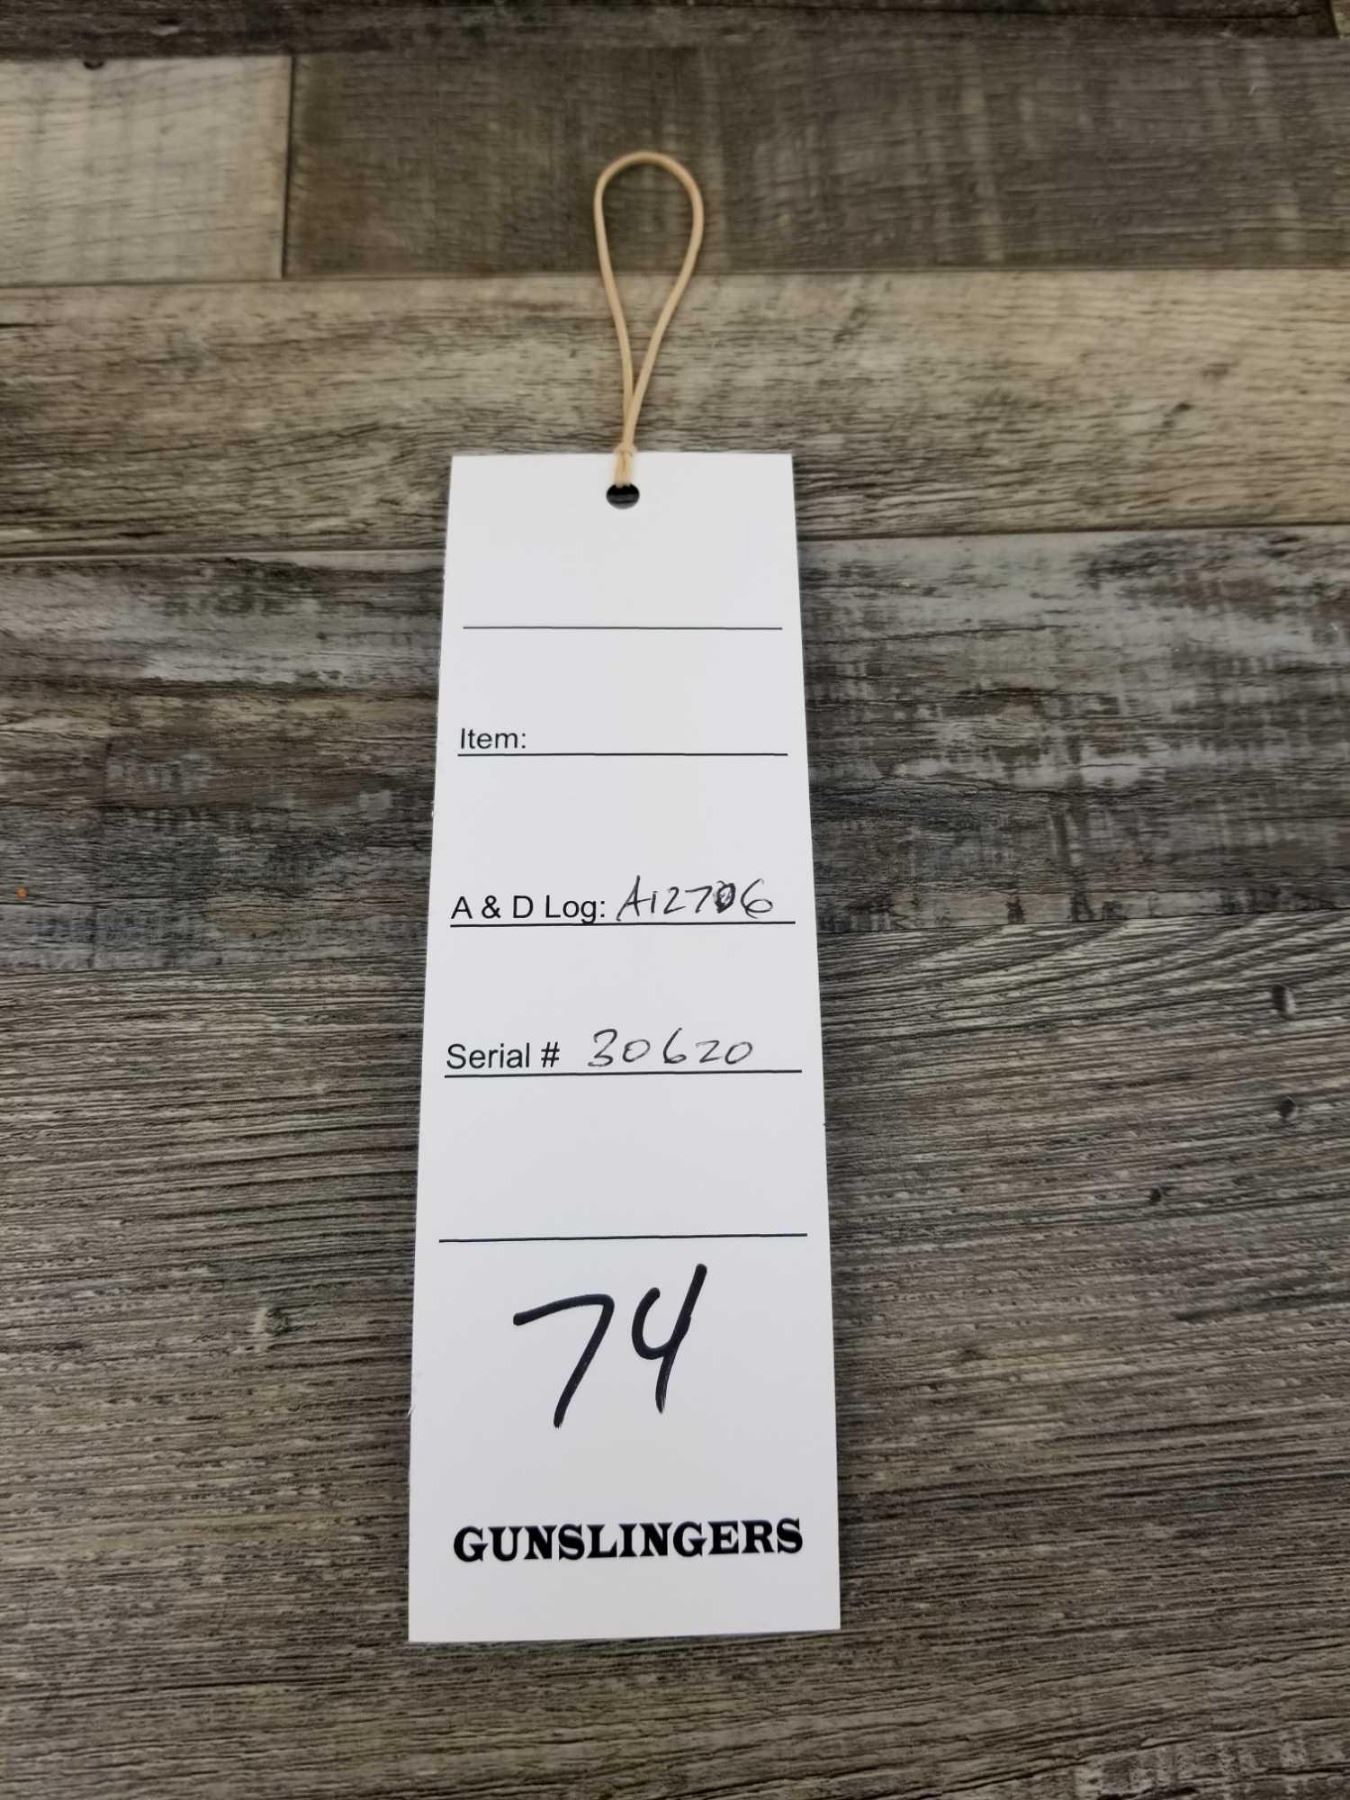 Item:
A & D Log: A12706
Serial # 30620
74
GUNSLINGERS